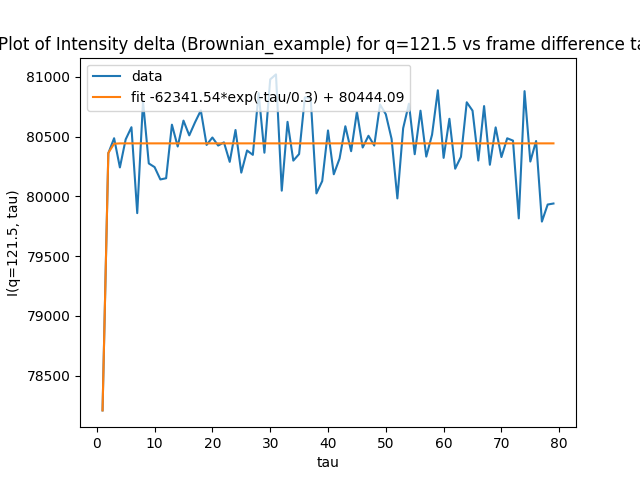 Plot of Intensity delta (Brownian_example) for q=121.5 vs frame difference ta
81000
80500
80000
79500
79000
78500
I(q=121.5, tau)
data
fit -62341.54*exp(-tau/0.3) + 80444.09
0 10 20 30 40 50 60 70 80
tau